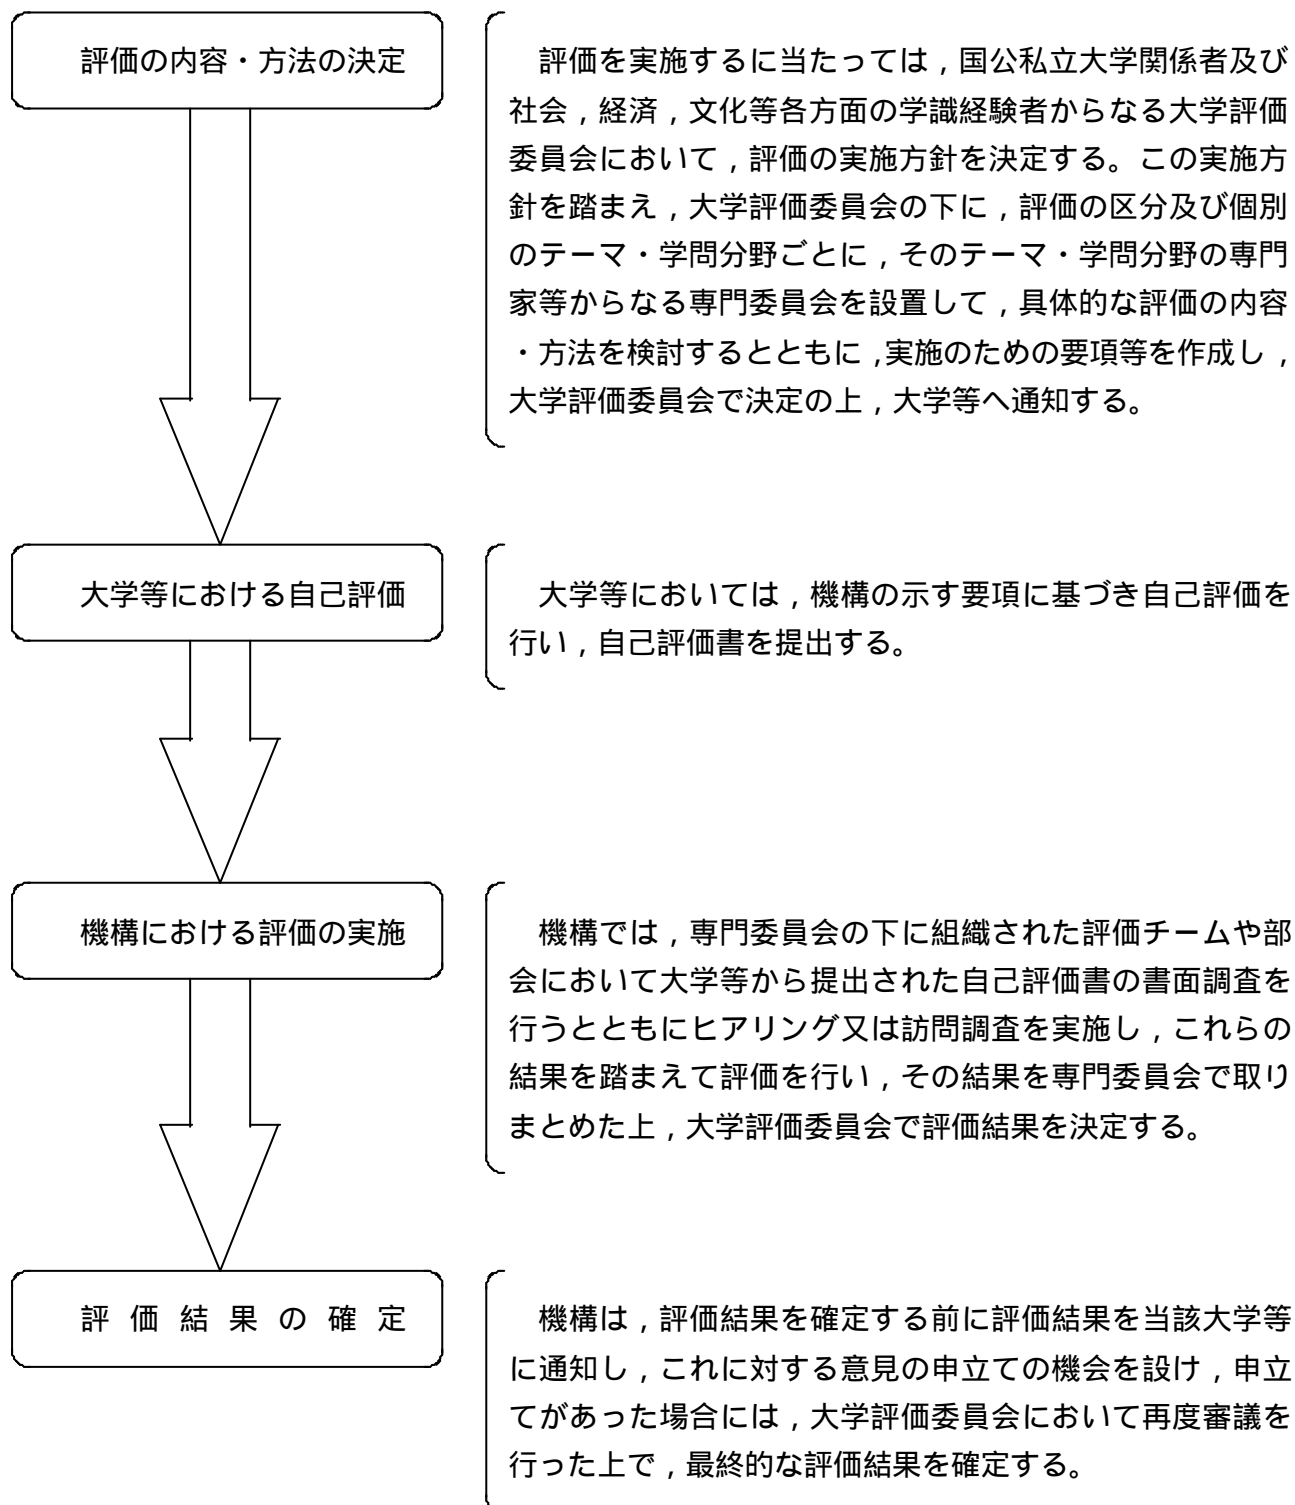 評価の内容・方法の決定
評価を実施するに当たっては，国公私立大学関係者及び
社会，経済，文化等各方面の学識経験者からなる大学評価
委員会において，評価の実施方針を決定する。この実施方
針を踏まえ，大学評価委員会の下に，評価の区分及び個別
のテーマ・学問分野ごとに，そのテーマ・学問分野の専門
家等からなる専門委員会を設置して，具体的な評価の内容
・方法を検討するとともに，実施のための要項等を作成し，
大学評価委員会で決定の上，大学等へ通知する。
大学等における自己評価
大学等においては，機構の示す要項に基づき自己評価を
行い，自己評価書を提出する。
機構における評価の実施
機構では，専門委員会の下に組織された評価チームや部
会において大学等から提出された自己評価書の書面調査を
行うとともにヒアリング又は訪問調査を実施し，これらの
結果を踏まえて評価を行い，その結果を専門委員会で取り
まとめた上，大学評価委員会で評価結果を決定する。
評価結果の確定
機構は，評価結果を確定する前に評価結果を当該大学等
に通知し，これに対する意見の申立ての機会を設け，申立
てがあった場合には，大学評価委員会において再度審議を
行った上で，最終的な評価結果を確定する。